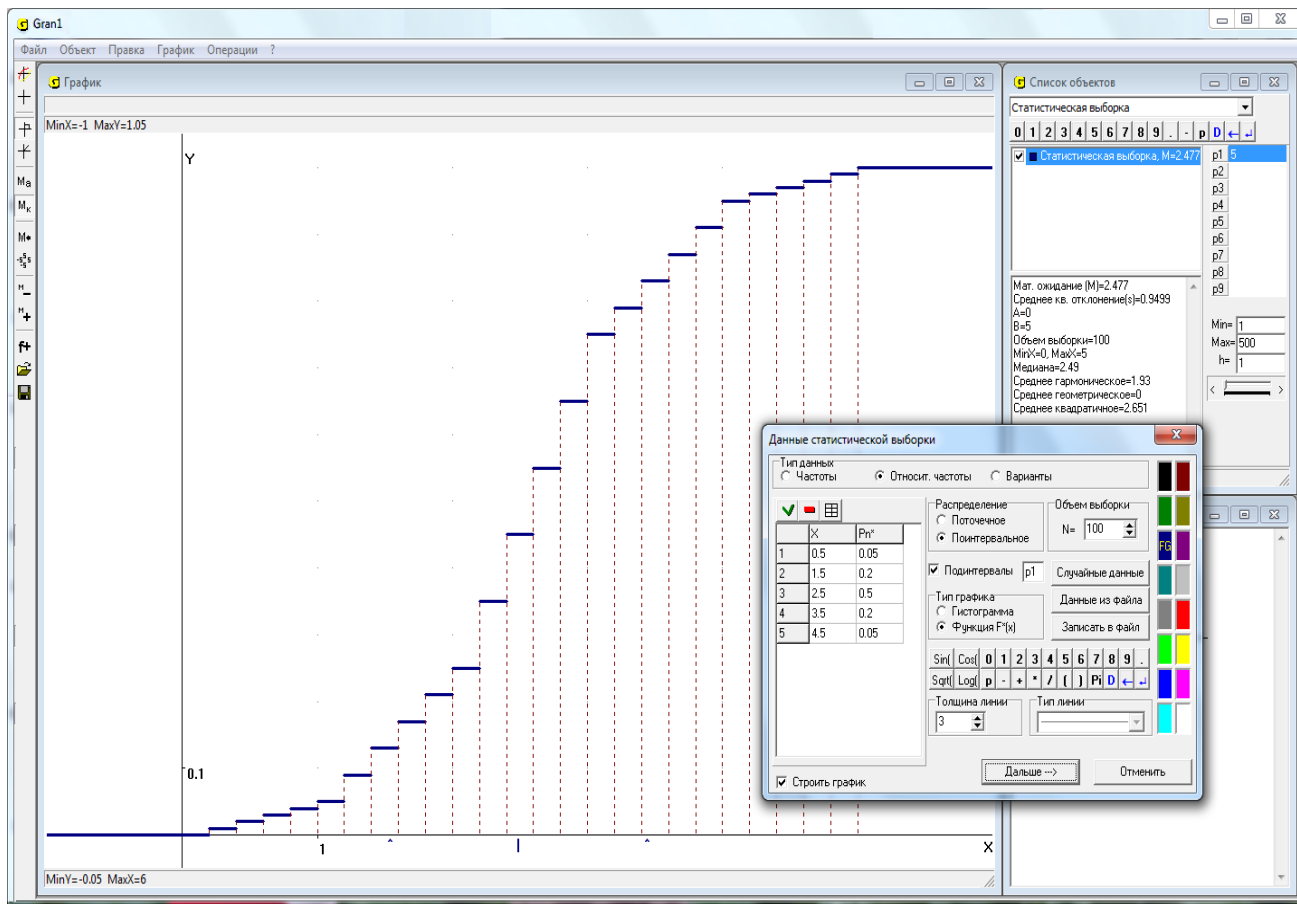 Gran1
Файл Объект Правка График Операции ?
График
MinX=-1 MaxY=1.05
Y
0.1
1
X
MinY=-0.05 MaxX=6
Ma
Mк
M
-5 5 5 -5
M
M
f+
Список объектов
Статистическая выборка
0 1 2 3 4 5 6 7 8 9 . - p D ← ↵
Статистическая выборка, M=2.477
p1 5
p2
p3
p4
p5
p6
p7
p8
p9
Мат. ожидание (M)=2.477
Среднее кв. отклонение(s)=0.9499
A=0
B=5
Объем выборки=100
MinX=0, MaxX=5
Медиана=2.49
Среднее гармоническое=1.93
Среднее геометрическое=0
Среднее квадратичное=2.651
Min= 1
Max= 500
h= 1
< >
Данные статистической выборки
Тип данных
Частоты Относит. частоты Варианты
X Pn*
1 0.5 0.05
2 1.5 0.2
3 2.5 0.5
4 3.5 0.2
5 4.5 0.05
Строить график
Распределение
Поточечное
Поинтервальное
Объем выборки
N= 100
Подинтервалы p1
Случайные данные
Данные из файла
Записать в файл
Тип графика
Гистограмма
Функция F*(x)
Sin( Cos( 0 1 2 3 4 5 6 7 8 9 .
Sqrt( Log( p - + * / ( ) Pi D ← ↵
Толщина линии
3
Тип линии
FG
Дальше --> Отменить